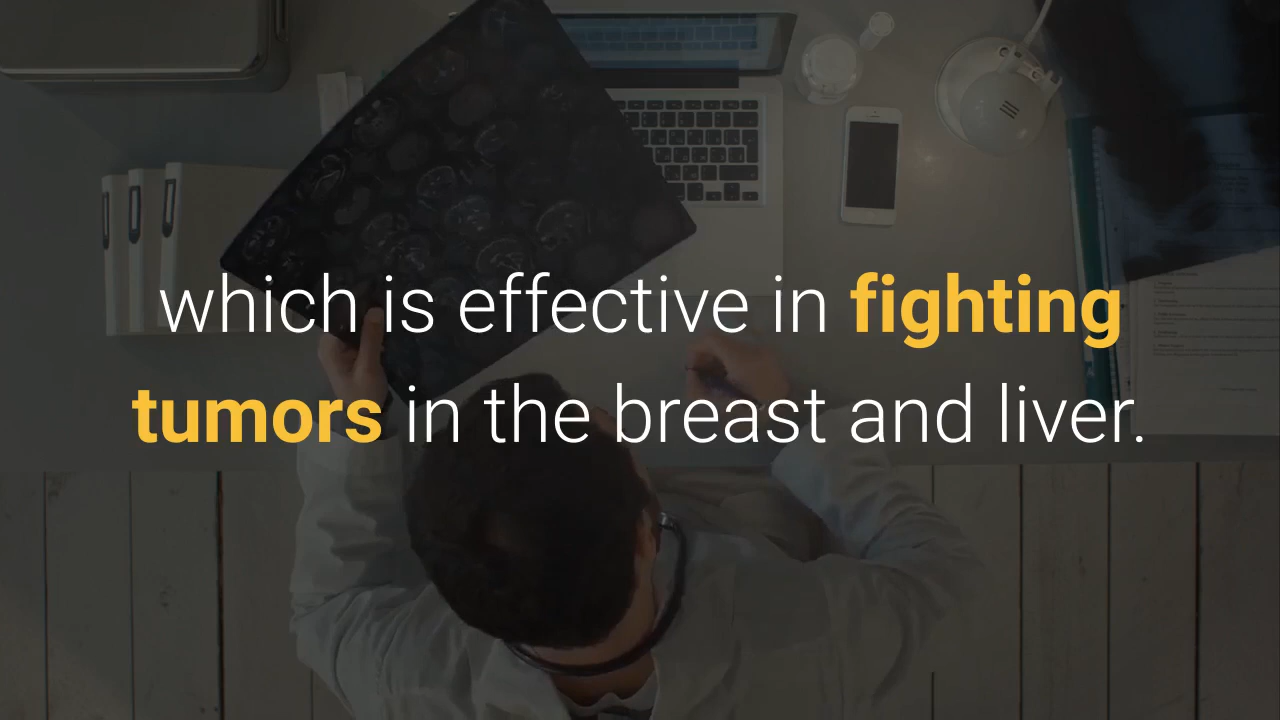 which is effective in fighting
tumors in the breast and liver.